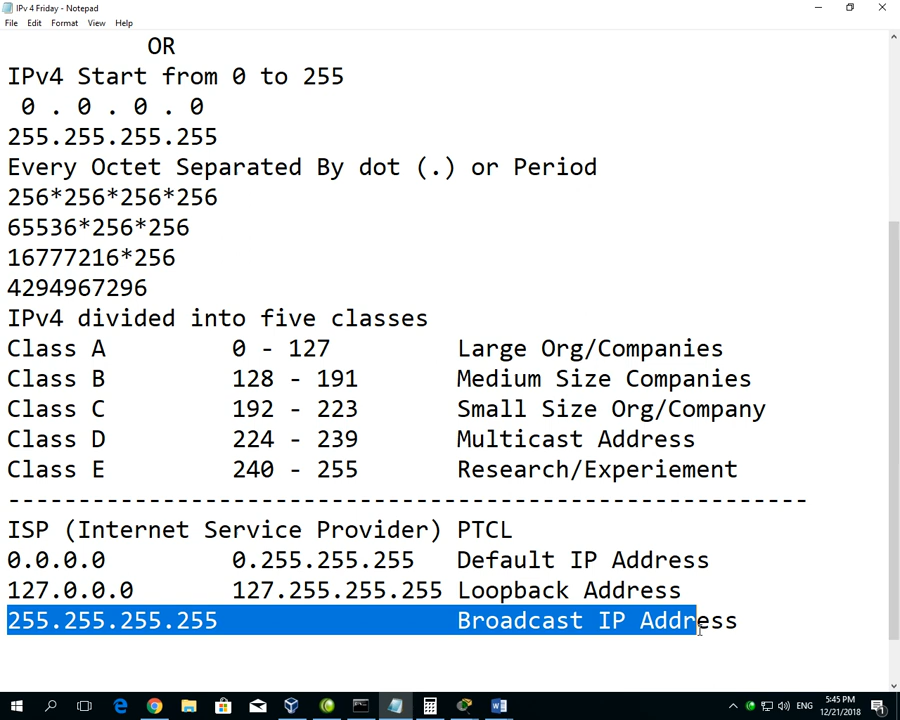 IPv 4 Friday - Notepad
File Edit Format View Help
OR
IPv4 Start from 0 to 255
0 . 0 . 0 . 0
255.255.255.255
Every Octet Separated By dot (.) or Period
256*256*256*256
65536*256*256
16777216*256
4294967296
IPv4 divided into five classes
Class A 0 - 127 Large Org/Companies
Class B 128 - 191 Medium Size Companies
Class C 192 - 223 Small Size Org/Company
Class D 224 - 239 Multicast Address
Class E 240 - 255 Research/Experiement
---------------------------------------------------------
ISP (Internet Service Provider) PTCL
0.0.0.0 0.255.255.255 Default IP Address
127.0.0.0 127.255.255.255 Loopback Address
255.255.255.255 Broadcast IP Address
ENG 5:45 PM
12/21/2018